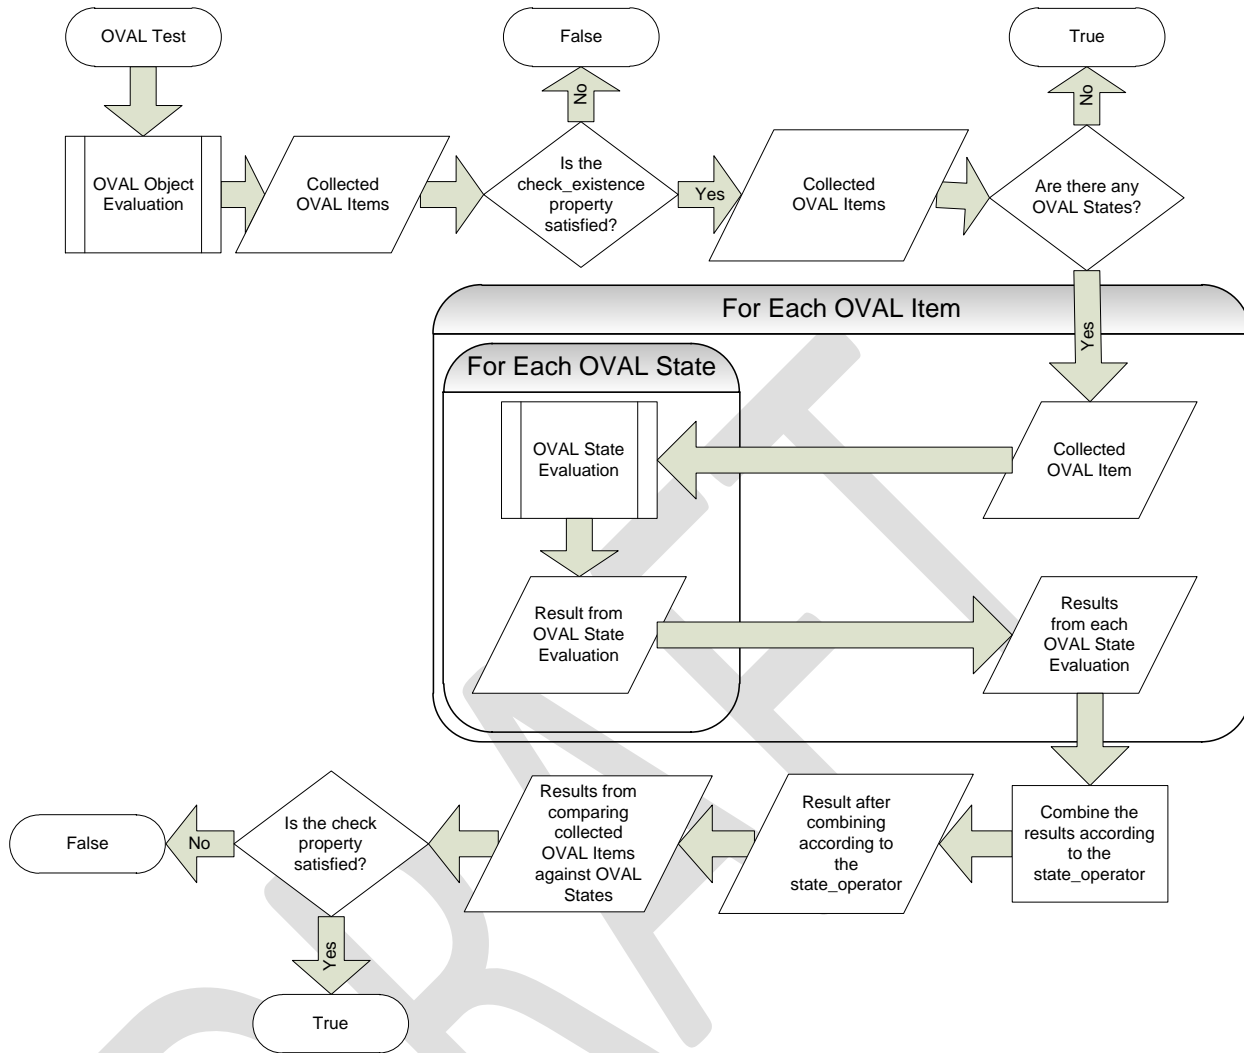 OVAL Test
False
True
No
No
OVAL Object
Evaluation
Collected
OVAL Items
Is the
check_existence
property
satisfied?
Yes
Collected
OVAL Items
Are there any
OVAL States?
Yes
For Each OVAL Item
For Each OVAL State
OVAL State
Evaluation
Collected
OVAL Item
Result from
OVAL State
Evaluation
Results
from each
OVAL State
Evaluation
Combine the
results according
to the
state_operator
Result after
combining
according to
the
state_operator
Results from
comparing
collected
OVAL Items
against OVAL
States
Is the check
property
satisfied?
No
False
Yes
True
DRAFT